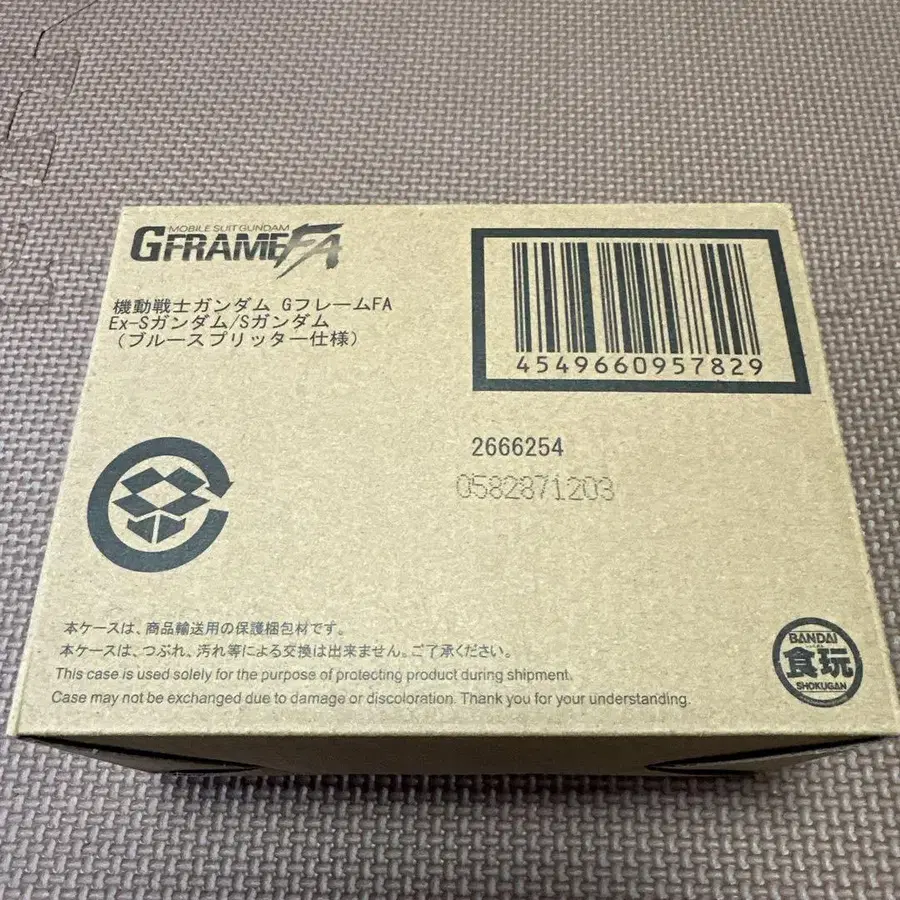 MOBILE SUIT GUNDAM
GFRAMEFA
機動戦士ガンダム GフレームFA
Ex-Sガンダム/Sガンダム
（ブルースプリッター仕様）
4549660957829
2666254
0582871203
本ケースは、商品輸送用の保護梱包材です。
本ケースは、つぶれ、汚れ等による交換は出来ません。ご了承ください。
This case is used solely for the purpose of protecting product during shipment.
Case may not be exchanged due to damage or discoloration. Thank you for your understanding.
BANDAI
食玩
SHOKUGAN